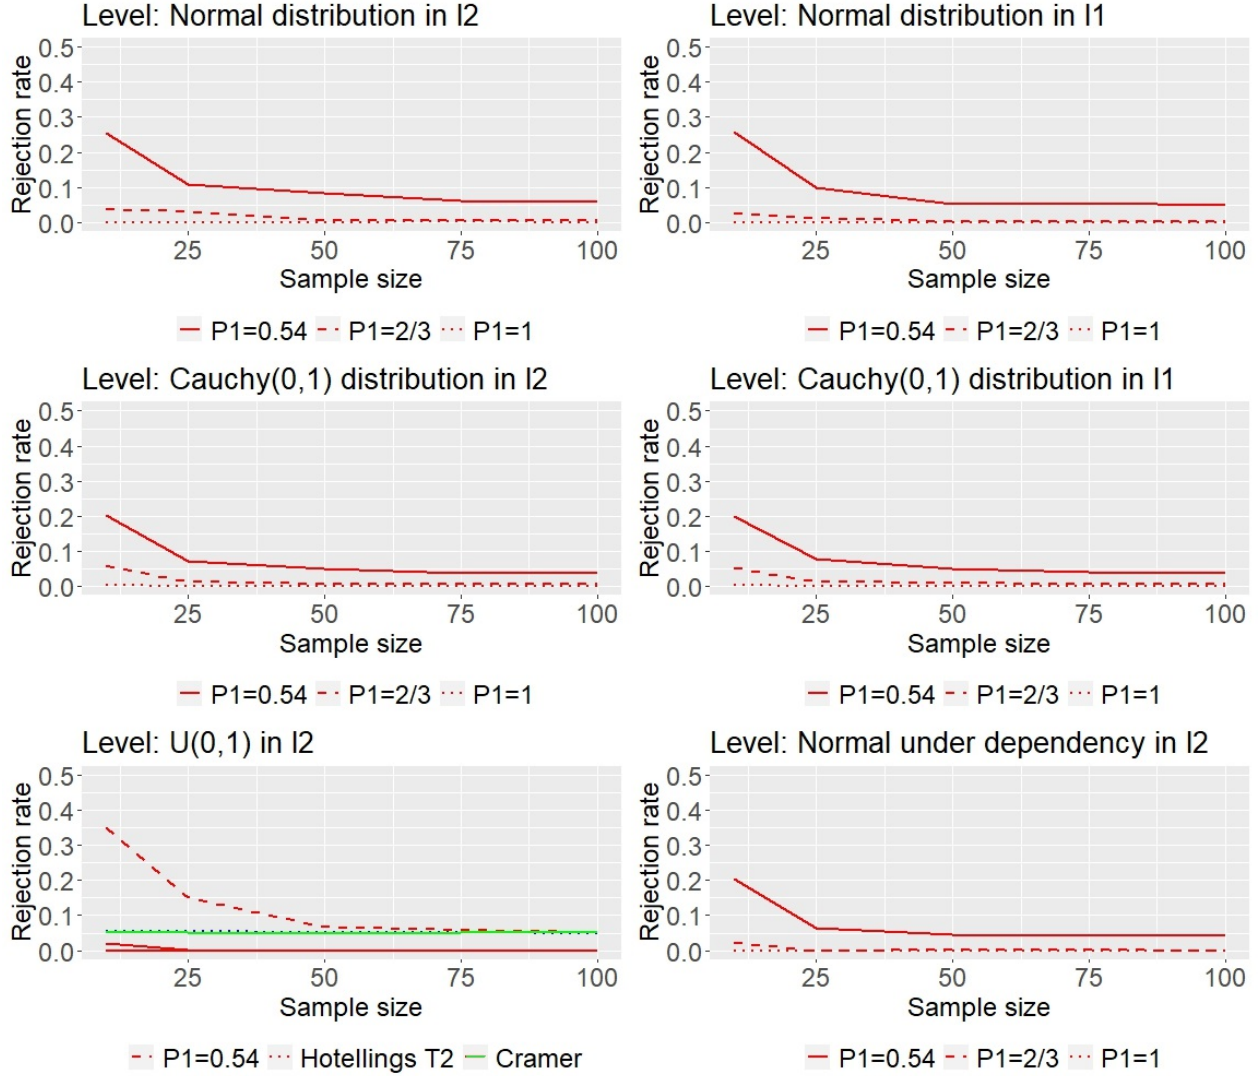 Level: Normal distribution in l2
Rejection rate
0.5
0.4
0.3
0.2
0.1
0.0
25 50 75 100
Sample size
P1=0.54 P1=2/3 P1=1
Level: Normal distribution in l1
Rejection rate
0.5
0.4
0.3
0.2
0.1
0.0
25 50 75 100
Sample size
P1=0.54 P1=2/3 P1=1
Level: Cauchy(0,1) distribution in l2
Rejection rate
0.5
0.4
0.3
0.2
0.1
0.0
25 50 75 100
Sample size
P1=0.54 P1=2/3 P1=1
Level: Cauchy(0,1) distribution in l1
Rejection rate
0.5
0.4
0.3
0.2
0.1
0.0
25 50 75 100
Sample size
P1=0.54 P1=2/3 P1=1
Level: U(0,1) in l2
Rejection rate
0.5
0.4
0.3
0.2
0.1
0.0
25 50 75 100
Sample size
P1=0.54 Hotellings T2 Cramer
Level: Normal under dependency in l2
Rejection rate
0.5
0.4
0.3
0.2
0.1
0.0
25 50 75 100
Sample size
P1=0.54 P1=2/3 P1=1